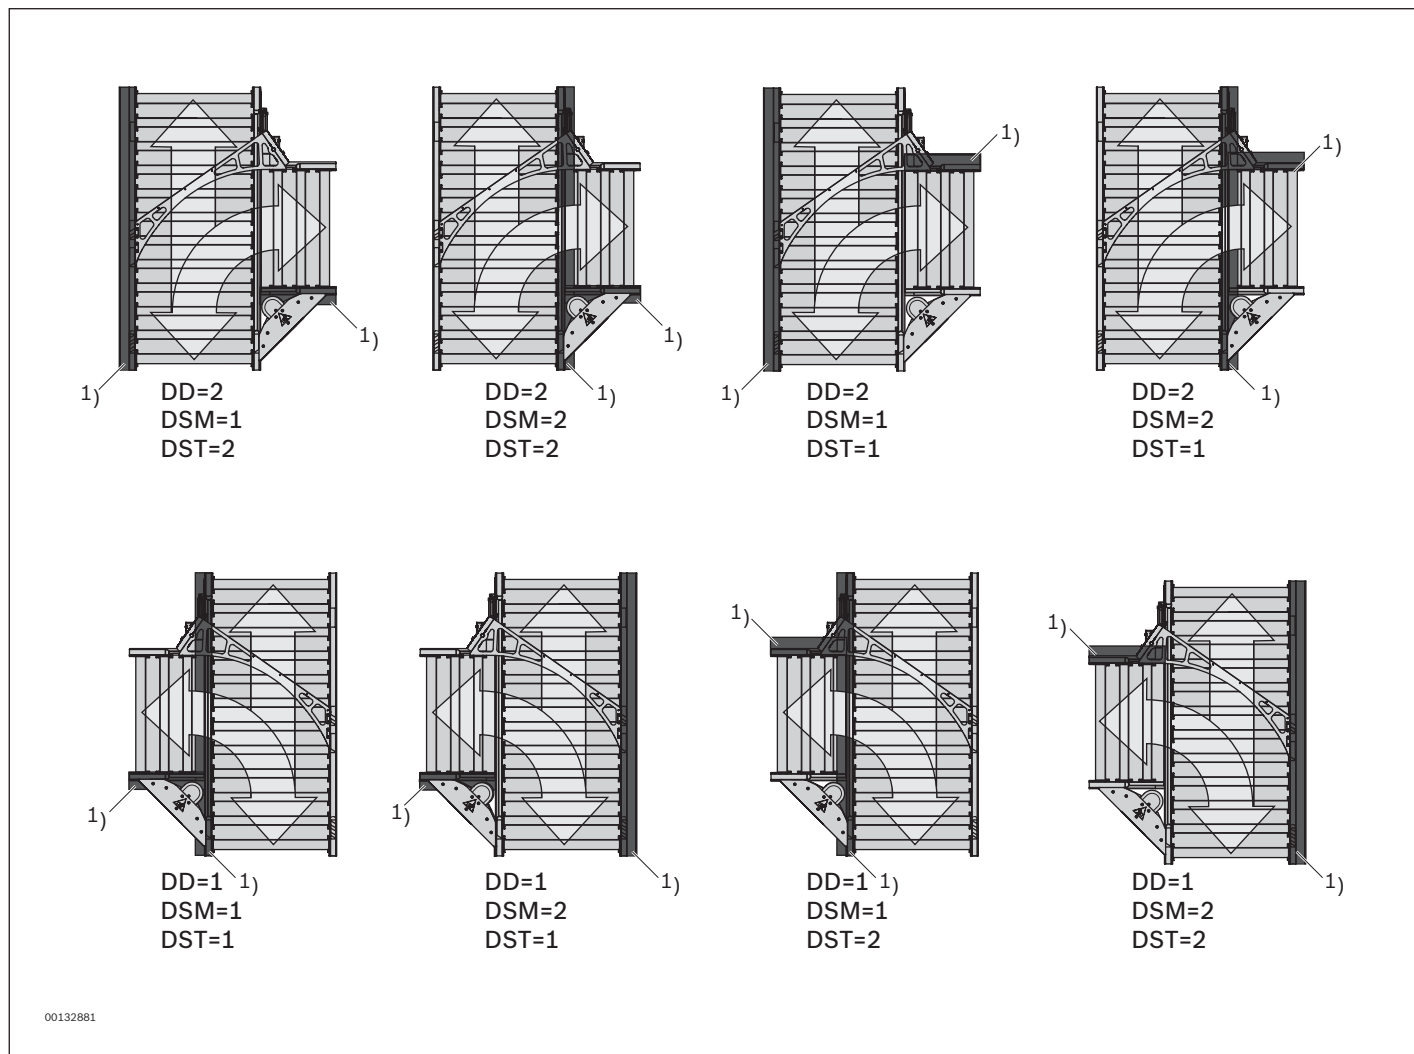 1)
1)
1)
1)
1)
1)
1)
1)
DD=2
DSM=1
DST=2
DD=2
DSM=2
DST=2
DD=2
DSM=1
DST=1
DD=2
DSM=2
DST=1
1)
1)
1)
1)
1)
1)
1)
1)
DD=1
DSM=1
DST=1
DD=1
DSM=2
DST=1
DD=1
DSM=1
DST=2
DD=1
DSM=2
DST=2
00132881